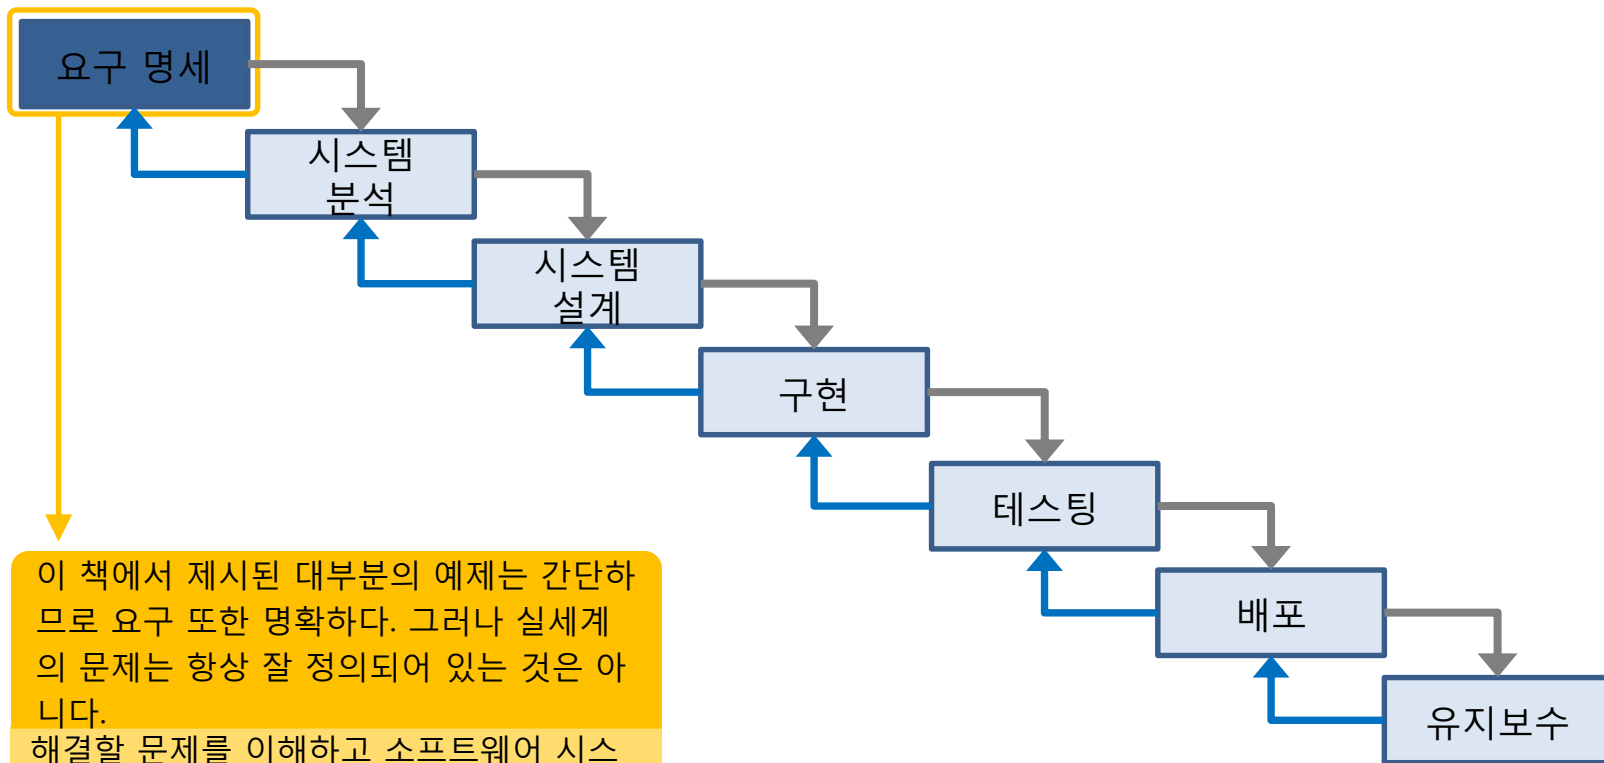 요구 명세
시스템
분석
시스템
설계
구현
테스팅
배포
유지보수
이 책에서 제시된 대부분의 예제는 간단하
므로 요구 또한 명확하다. 그러나 실세계
의 문제는 항상 잘 정의되어 있는 것은 아
니다.
해결할 문제를 이해하고 소프트웨어 시스